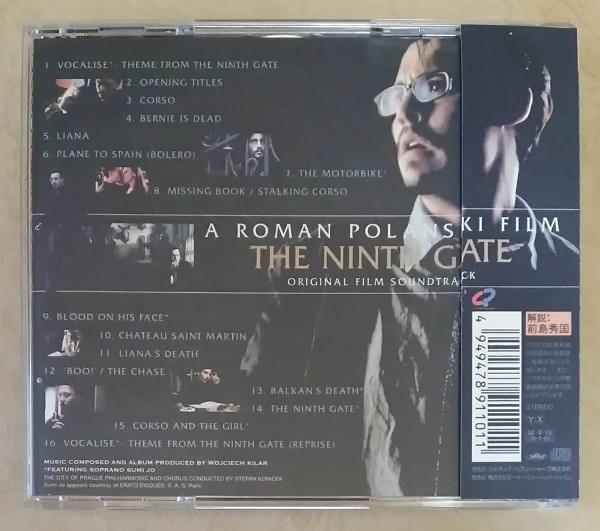 1. VOCALISE* - THEME FROM THE NINTH GATE
2. OPENING TITLES
3. CORSO
4. BERNIE IS DEAD
5. LIANA
6. PLANE TO SPAIN (BOLERO)
7. THE MOTORBIKE*
8. MISSING BOOK / STALKING CORSO
A ROMAN POLANSKI FILM
THE NINTH GATE
ORIGINAL FILM SOUNDTRACK
9. BLOOD ON HIS FACE*
10. CHATEAU SAINT MARTIN
11. LIANA'S DEATH
12. 'BOO!' / THE CHASE
13. BALKAN'S DEATH*
14. THE NINTH GATE*
15. CORSO AND THE GIRL*
16. VOCALISE* - THEME FROM THE NINTH GATE (REPRISE)
MUSIC COMPOSED AND ALBUM PRODUCED BY WOJCIECH KILAR
*FEATURING SOPRANO SUMI JO
THE CITY OF PRAGUE PHILHARMONIC AND CHORUS CONDUCTED BY STEPAN KONICEK
Sumi Jo appears courtesy of ERATO DISQUES, S. A. S. Paris
解説:
前島秀国
4949478911011
STEREO
Y X
00・4・19